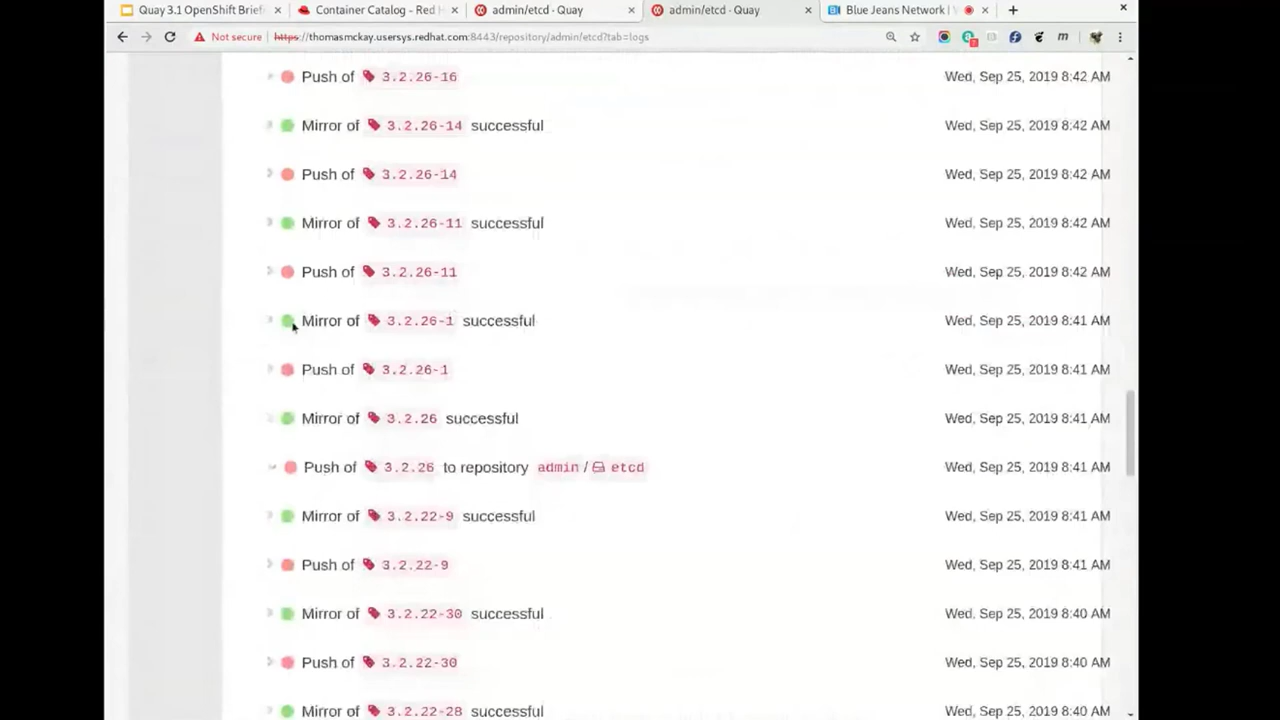 Quay 3.1 OpenShift Brief
Container Catalog - Red H
admin/etcd · Quay
admin/etcd · Quay
Blue Jeans Network |
Not secure https://thomasmckay.usersys.redhat.com:8443/repository/admin/etcd?tab=logs
Push of 3.2.26-16 Wed, Sep 25, 2019 8:42 AM
Mirror of 3.2.26-14 successful Wed, Sep 25, 2019 8:42 AM
Push of 3.2.26-14 Wed, Sep 25, 2019 8:42 AM
Mirror of 3.2.26-11 successful Wed, Sep 25, 2019 8:42 AM
Push of 3.2.26-11 Wed, Sep 25, 2019 8:42 AM
Mirror of 3.2.26-1 successful Wed, Sep 25, 2019 8:41 AM
Push of 3.2.26-1 Wed, Sep 25, 2019 8:41 AM
Mirror of 3.2.26 successful Wed, Sep 25, 2019 8:41 AM
Push of 3.2.26 to repository admin / etcd Wed, Sep 25, 2019 8:41 AM
Mirror of 3.2.22-9 successful Wed, Sep 25, 2019 8:41 AM
Push of 3.2.22-9 Wed, Sep 25, 2019 8:41 AM
Mirror of 3.2.22-30 successful Wed, Sep 25, 2019 8:40 AM
Push of 3.2.22-30 Wed, Sep 25, 2019 8:40 AM
Mirror of 3.2.22-28 successful Wed, Sep 25, 2019 8:40 AM